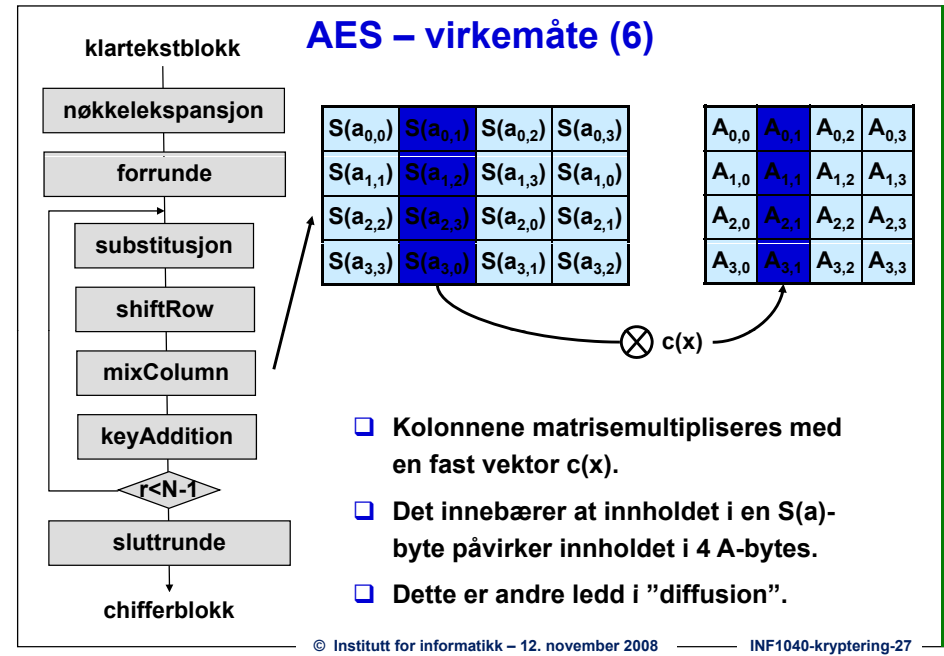 AES – virkemåte (6)
klartekstblokk
nøkkelekspansjon
forrunde
substitusjon
shiftRow
mixColumn
keyAddition
r<N-1
sluttrunde
chifferblokk
S(a0,0) S(a0,1) S(a0,2) S(a0,3)
S(a1,1) S(a1,2) S(a1,3) S(a1,0)
S(a2,2) S(a2,3) S(a2,0) S(a2,1)
S(a3,3) S(a3,0) S(a3,1) S(a3,2)
A0,0 A0,1 A0,2 A0,3
A1,0 A1,1 A1,2 A1,3
A2,0 A2,1 A2,2 A2,3
A3,0 A3,1 A3,2 A3,3
c(x)
Kolonnene matrisemultipliseres med
en fast vektor c(x).
Det innebærer at innholdet i en S(a)-
byte påvirker innholdet i 4 A-bytes.
Dette er andre ledd i ”diffusion”.
© Institutt for informatikk – 12. november 2008
INF1040-kryptering-27